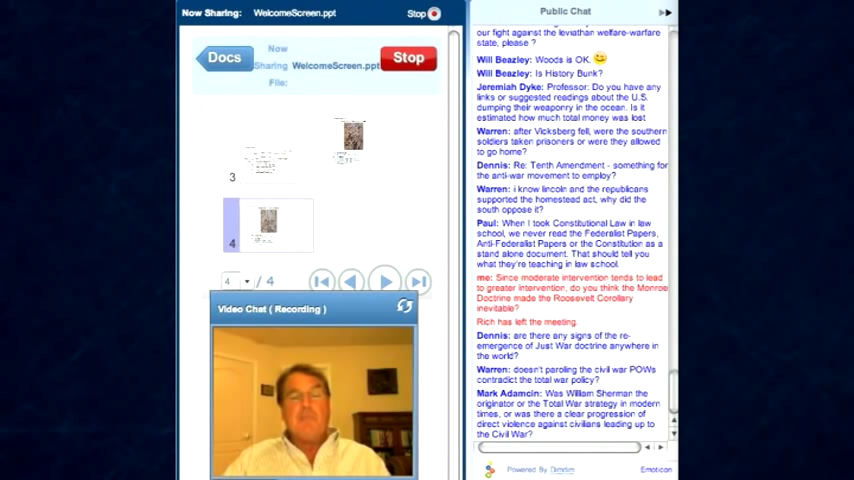 Now Sharing: WelcomeScreen.ppt Stop
Docs
Now
Sharing WelcomeScreen.ppt
File:
Stop
3
4
4 / 4
Video Chat ( Recording )
Public Chat
our fight against the leviathan welfare-warfare
state, please ?
Will Beazley: Woods is OK.
Will Beazley: Is History Bunk?
Jeremiah Dyke: Professor: Do you have any
links or suggested readings about the U.S.
dumping their weaponry in the ocean. Is it
estimated how much total money was lost
Warren: after Vicksberg fell, were the southern
soldiers taken prisoners or were they allowed
to go home?
Dennis: Re: Tenth Amendment - something for
the anti-war movement to employ?
Warren: i know lincoln and the republicans
supported the homestead act, why did the
south oppose it?
Paul: When I took Constitutional Law in law
school, we never read the Federalist Papers,
Anti-Federalist Papers or the Constitution as a
stand alone document. That should tell you
what they're teaching in law school.
me: Since moderate intervention tends to lead
to greater intervention, do you think the Monroe
Doctrine made the Roosevelt Corollary
inevitable?
Rich has left the meeting.
Dennis: are there any signs of the re-
emergence of Just War doctrine anywhere in
the world?
Warren: doesn't paroling the civil war POWs
contradict the total war policy?
Mark Adamcin: Was William Sherman the
originator or the Total War strategy in modern
times, or was there a clear progression of
direct violence against civilians leading up to
the Civil War?
Powered By Dimdim Emoticon